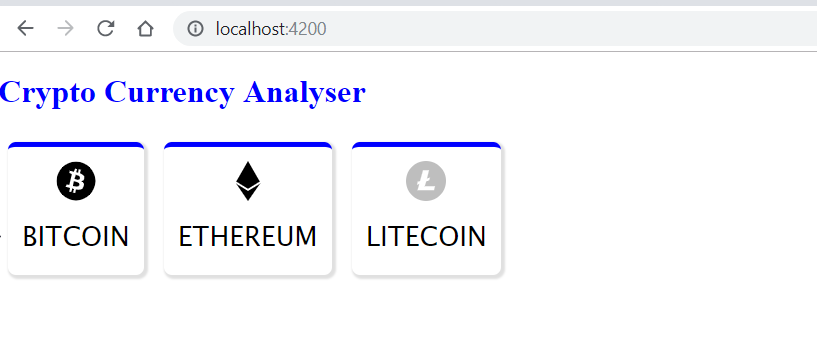 localhost:4200
Crypto Currency Analyser
BITCOIN ETHEREUM LITECOIN